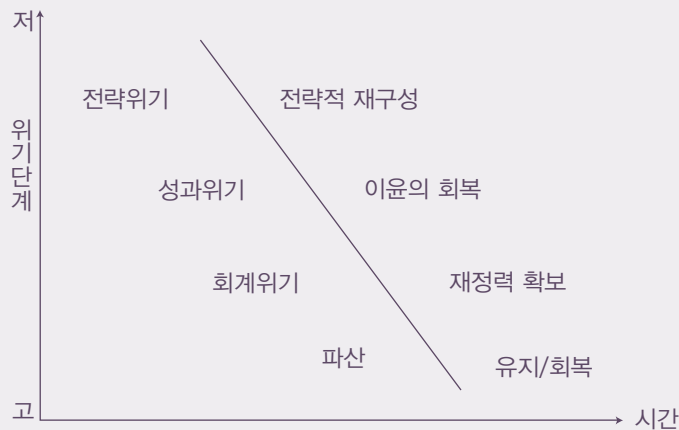 저
전략위기
전략적 재구성
위기단계
성과위기
이윤의 회복
회계위기
재정력 확보
파산
유지/회복
고
시간